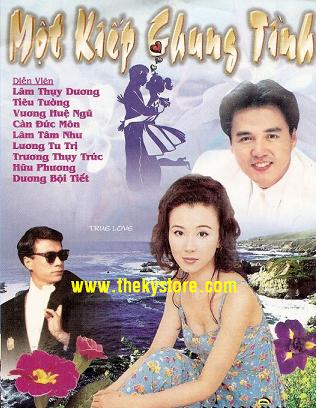 Một Kiếp Chung Tình
Diễn Viên
Lâm Thụy Dương
Tiêu Tường
Vương Huệ Ngủ
Càn Đức Môn
Lâm Tâm Như
Lương Tu Trị
Trương Thụy Trúc
Hữu Phương
Dương Bội Tiết
TRUE LOVE
www.thekystore.com